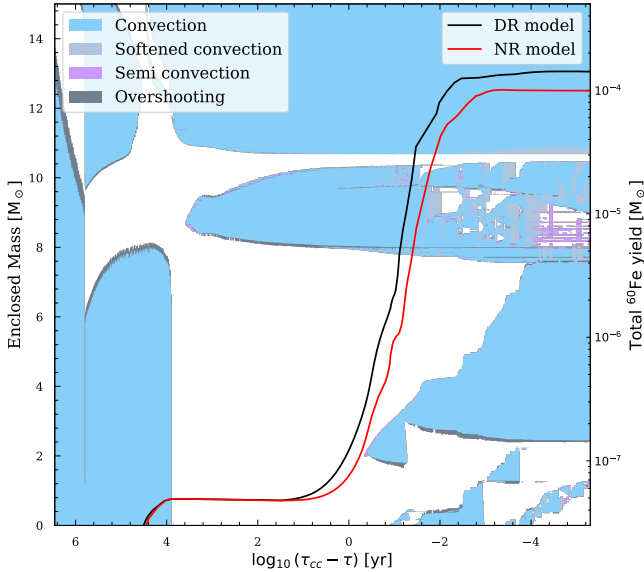 Convection
Softened convection
Semi convection
Overshooting
DR model
NR model
14
12
10
8
6
4
2
0
Enclosed Mass [M⊙]
10⁻⁴
10⁻⁵
10⁻⁶
10⁻⁷
Total ⁶⁰Fe yield [M⊙]
6
4
2
0
−2
−4
log₁₀ (τcc − τ) [yr]